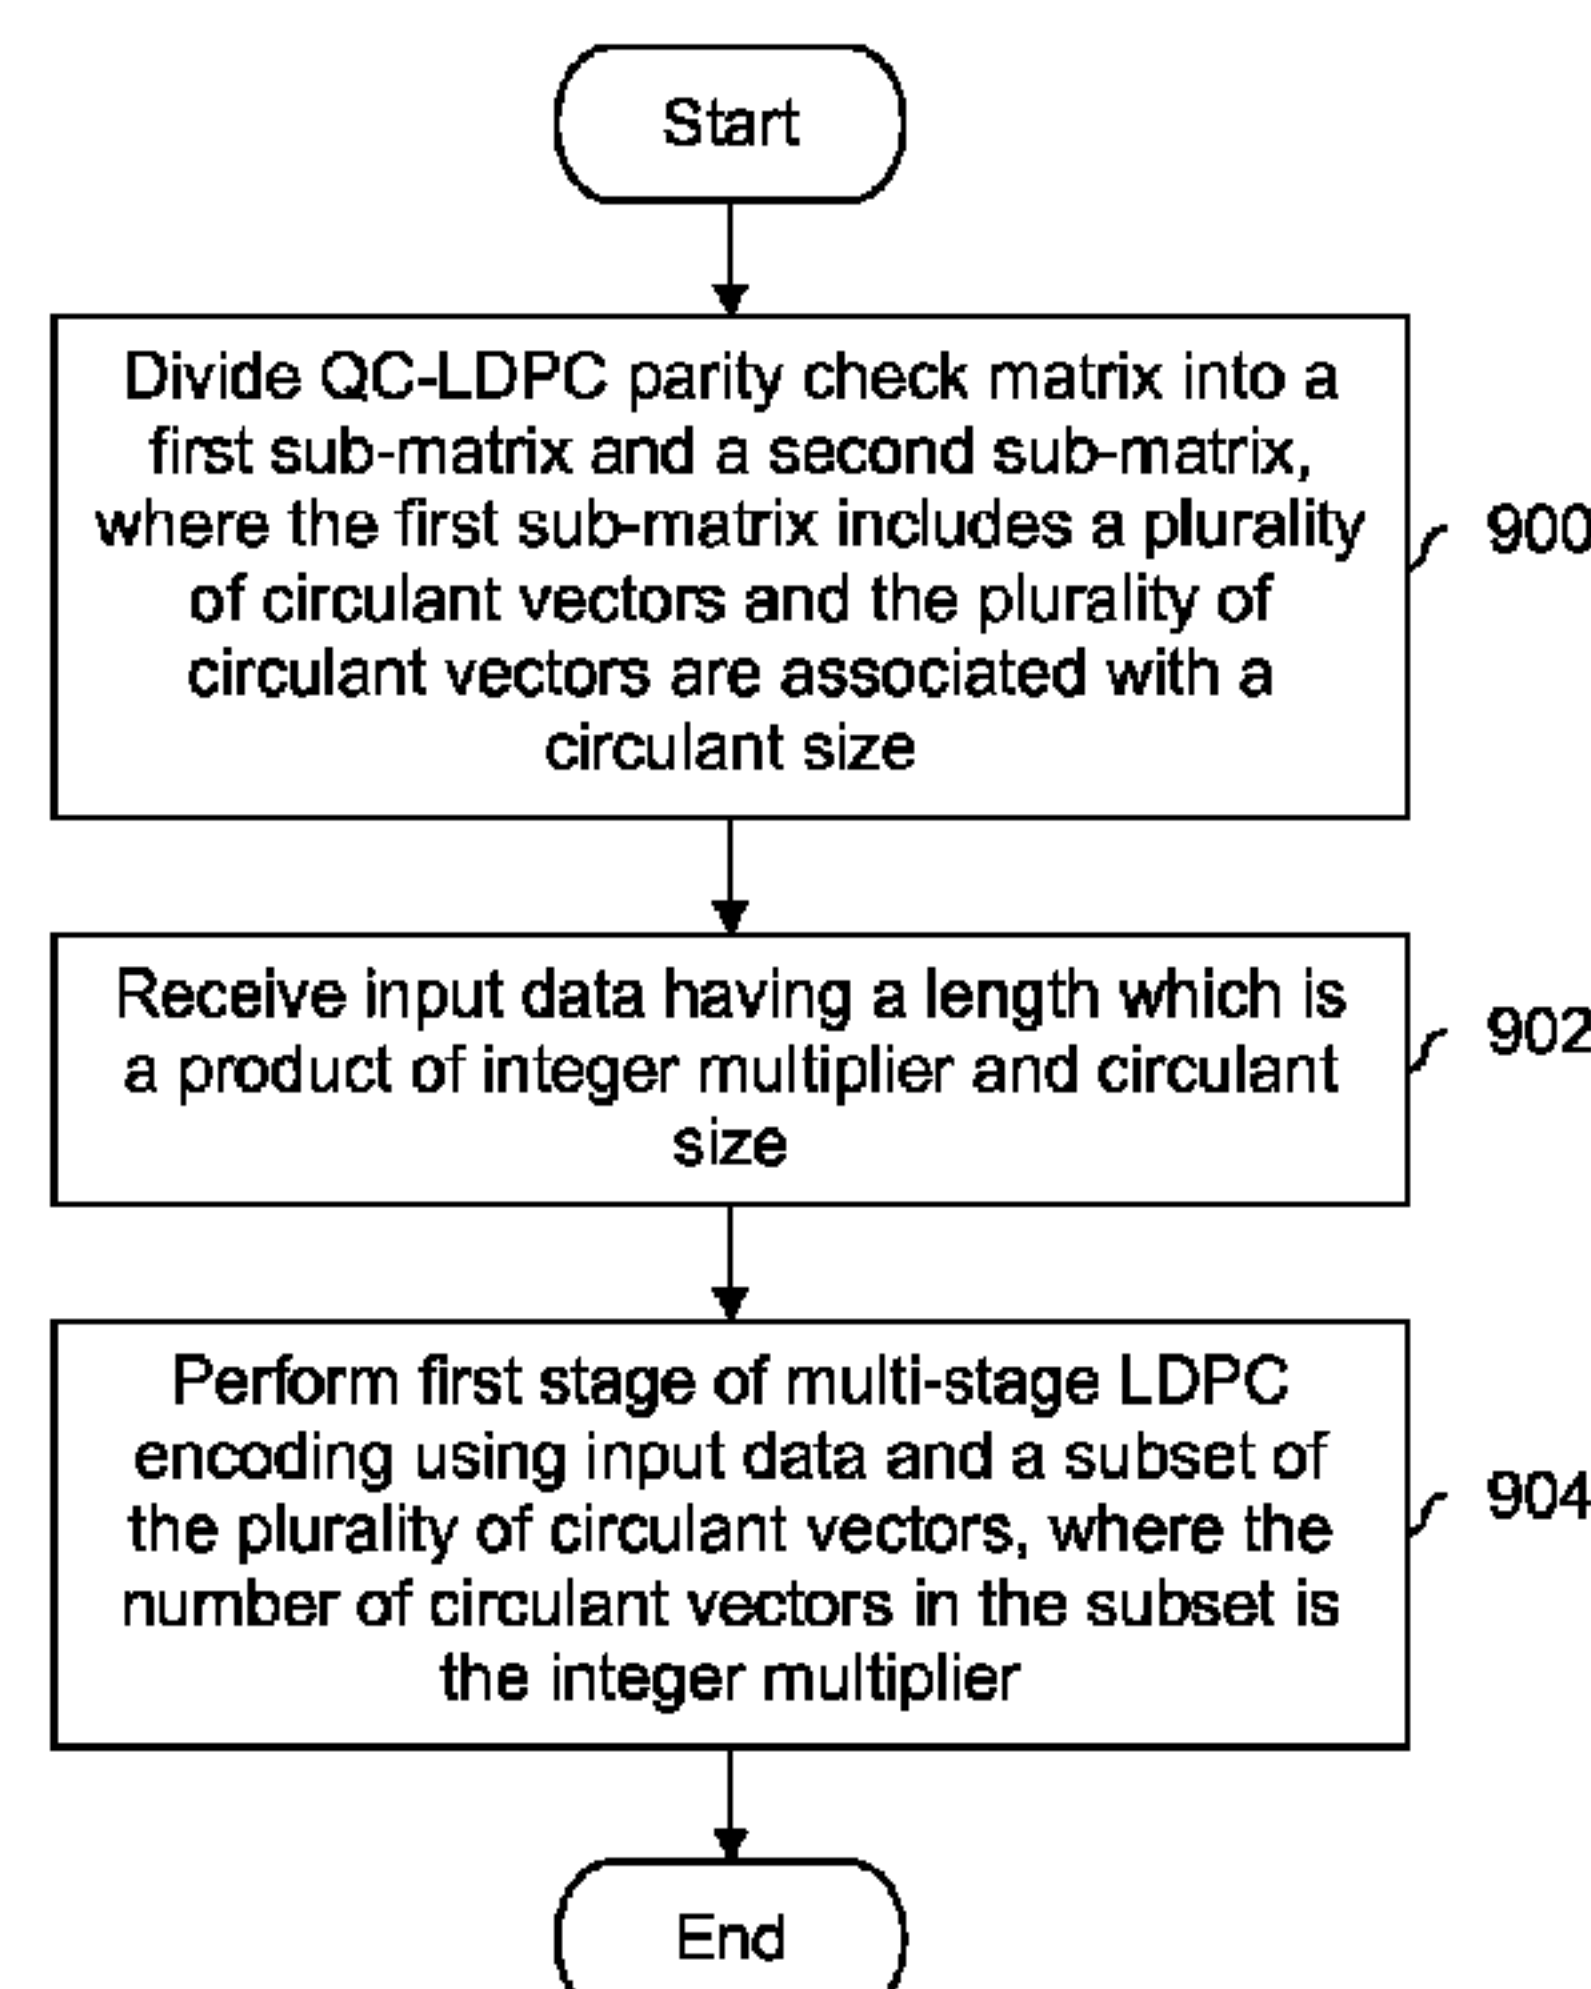 Start
Divide QC-LDPC parity check matrix into a
first sub-matrix and a second sub-matrix,
where the first sub-matrix includes a plurality
of circulant vectors and the plurality of
circulant vectors are associated with a
circulant size
900
Receive input data having a length which is
a product of integer multiplier and circulant
size
902
Perform first stage of multi-stage LDPC
encoding using input data and a subset of
the plurality of circulant vectors, where the
number of circulant vectors in the subset is
the integer multiplier
904
End